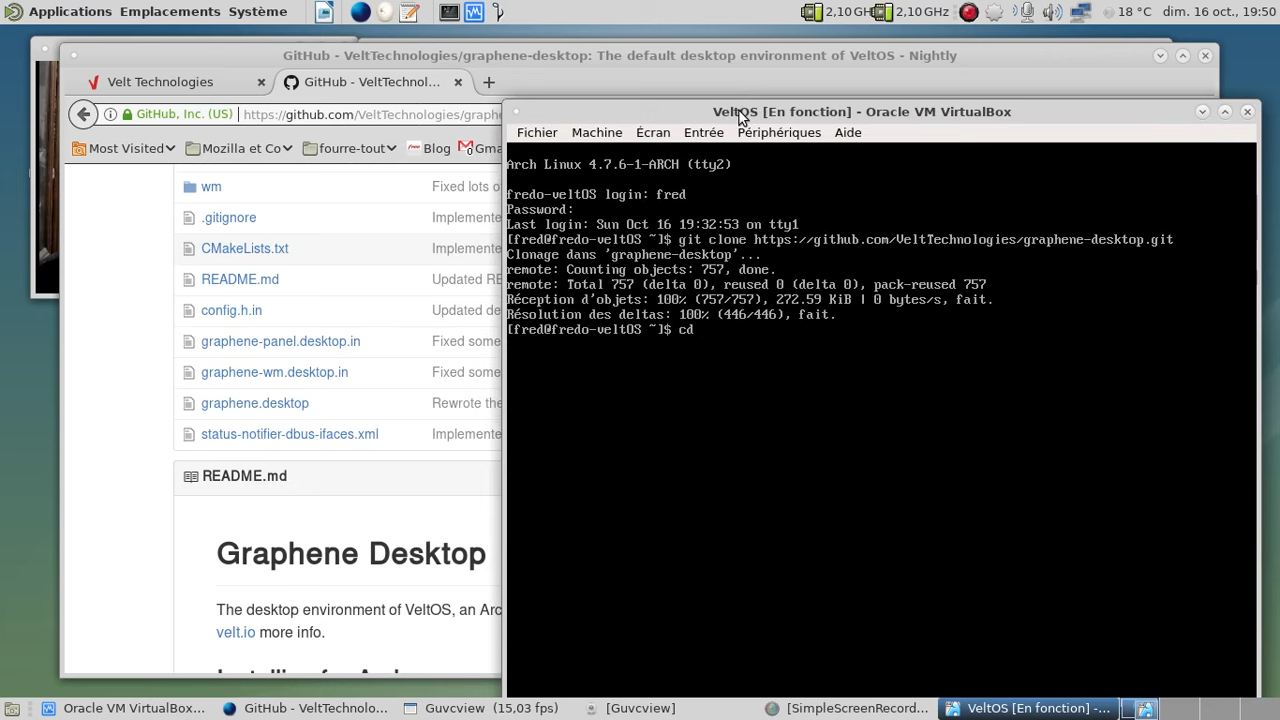 Applications Emplacements Système
2,10 GHz 2,10 GHz 18 °C dim. 16 oct., 19:50
GitHub - VeltTechnologies/graphene-desktop: The default desktop environment of VeltOS - Nightly
Velt Technologies
GitHub - VeltTechnol...
GitHub, Inc. (US) https://github.com/VeltTechnologies/graphe
Most Visited Mozilla et Co fourre-tout Blog Gma
wm Fixed lots o
.gitignore Implemente
CMakeLists.txt Implemente
README.md Updated RE
config.h.in Updated de
graphene-panel.desktop.in Fixed some
graphene-wm.desktop.in Fixed some
graphene.desktop Rewrote the
status-notifier-dbus-ifaces.xml Implemente
README.md
Graphene Desktop
The desktop environment of VeltOS, an Arc
velt.io more info.
VeltOS [En fonction] - Oracle VM VirtualBox
Fichier Machine Écran Entrée Périphériques Aide
Arch Linux 4.7.6-1-ARCH (tty2)
fredo-veltOS login: fred
Password:
Last login: Sun Oct 16 19:32:53 on tty1
[fred@fredo-veltOS ~]$ git clone https://github.com/VeltTechnologies/graphene-desktop.git
Clonage dans 'graphene-desktop'...
remote: Counting objects: 757, done.
remote: Total 757 (delta 0), reused 0 (delta 0), pack-reused 757
Réception d'objets: 100% (757/757), 272.59 KiB | 0 bytes/s, fait.
Résolution des deltas: 100% (446/446), fait.
[fred@fredo-veltOS ~]$ cd
Oracle VM VirtualBox... GitHub - VeltTechnolo... Guvcview (15,03 fps) [Guvcview] [SimpleScreenRecord... VeltOS [En fonction] -...